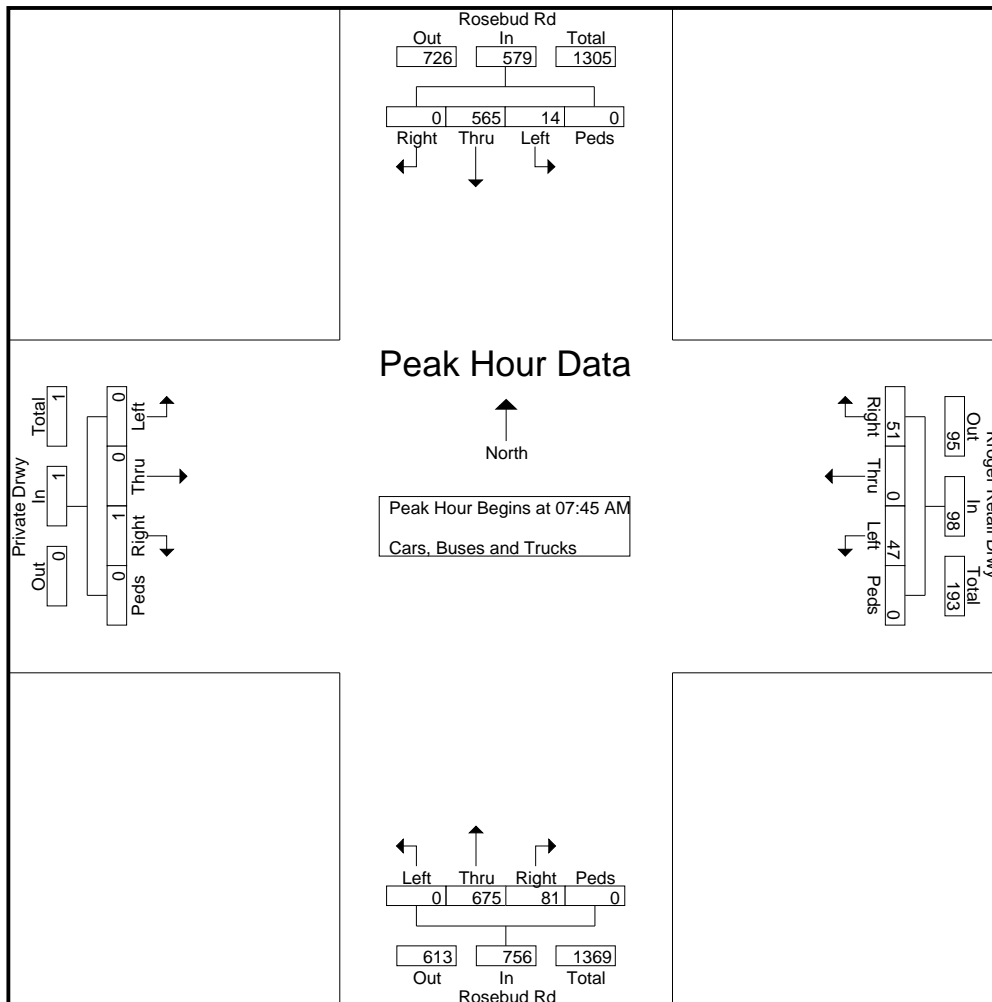 Rosebud Rd
Out In Total
726 579 1305
0 565 14 0
Right Thru Left Peds
Peak Hour Data
North
Peak Hour Begins at 07:45 AM
Cars, Buses and Trucks
Private Drwy
Total In Out
1 1 0
0 0 1 0
Left Thru Right Peds
Kroger Retail Drwy
Out In Total
95 98 193
51 0 47 0
Right Thru Left Peds
Left Thru Right Peds
0 675 81 0
613 756 1369
Out In Total
Rosebud Rd